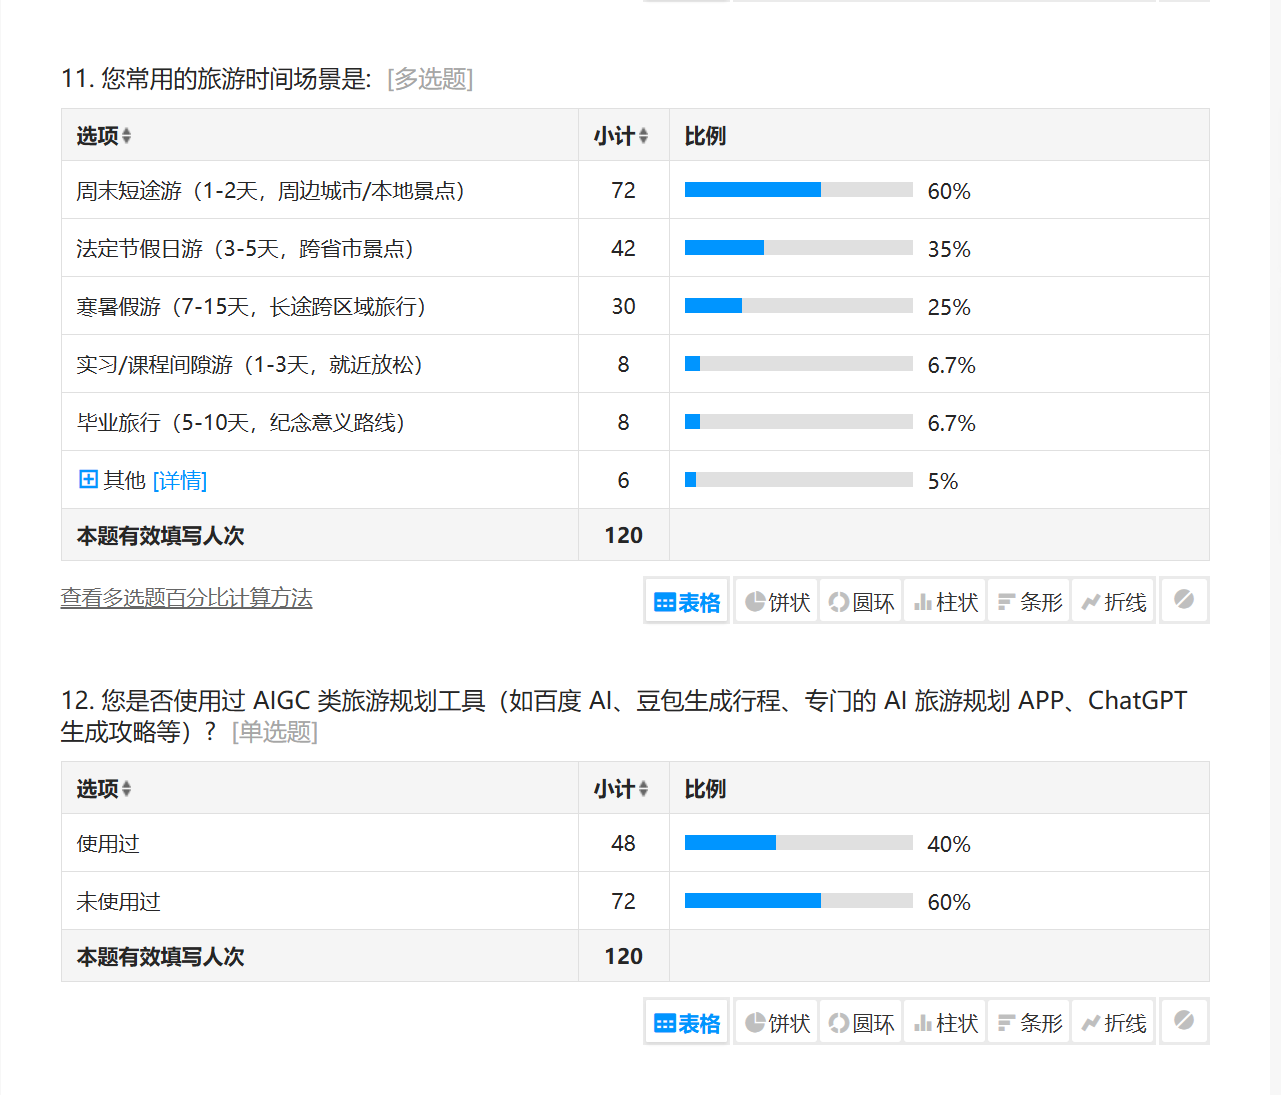 11. 您常用的旅游时间场景是: [多选题]
选项 小计 比例
周末短途游（1-2天，周边城市/本地景点） 72 60%
法定节假日游（3-5天，跨省市景点） 42 35%
寒暑假游（7-15天，长途跨区域旅行） 30 25%
实习/课程间隙游（1-3天，就近放松） 8 6.7%
毕业旅行（5-10天，纪念意义路线） 8 6.7%
其他 [详情] 6 5%
本题有效填写人次 120
查看多选题百分比计算方法 表格 饼状 圆环 柱状 条形 折线
12. 您是否使用过 AIGC 类旅游规划工具（如百度 AI、豆包生成行程、专门的 AI 旅游规划 APP、ChatGPT
生成攻略等）? [单选题]
选项 小计 比例
使用过 48 40%
未使用过 72 60%
本题有效填写人次 120
表格 饼状 圆环 柱状 条形 折线